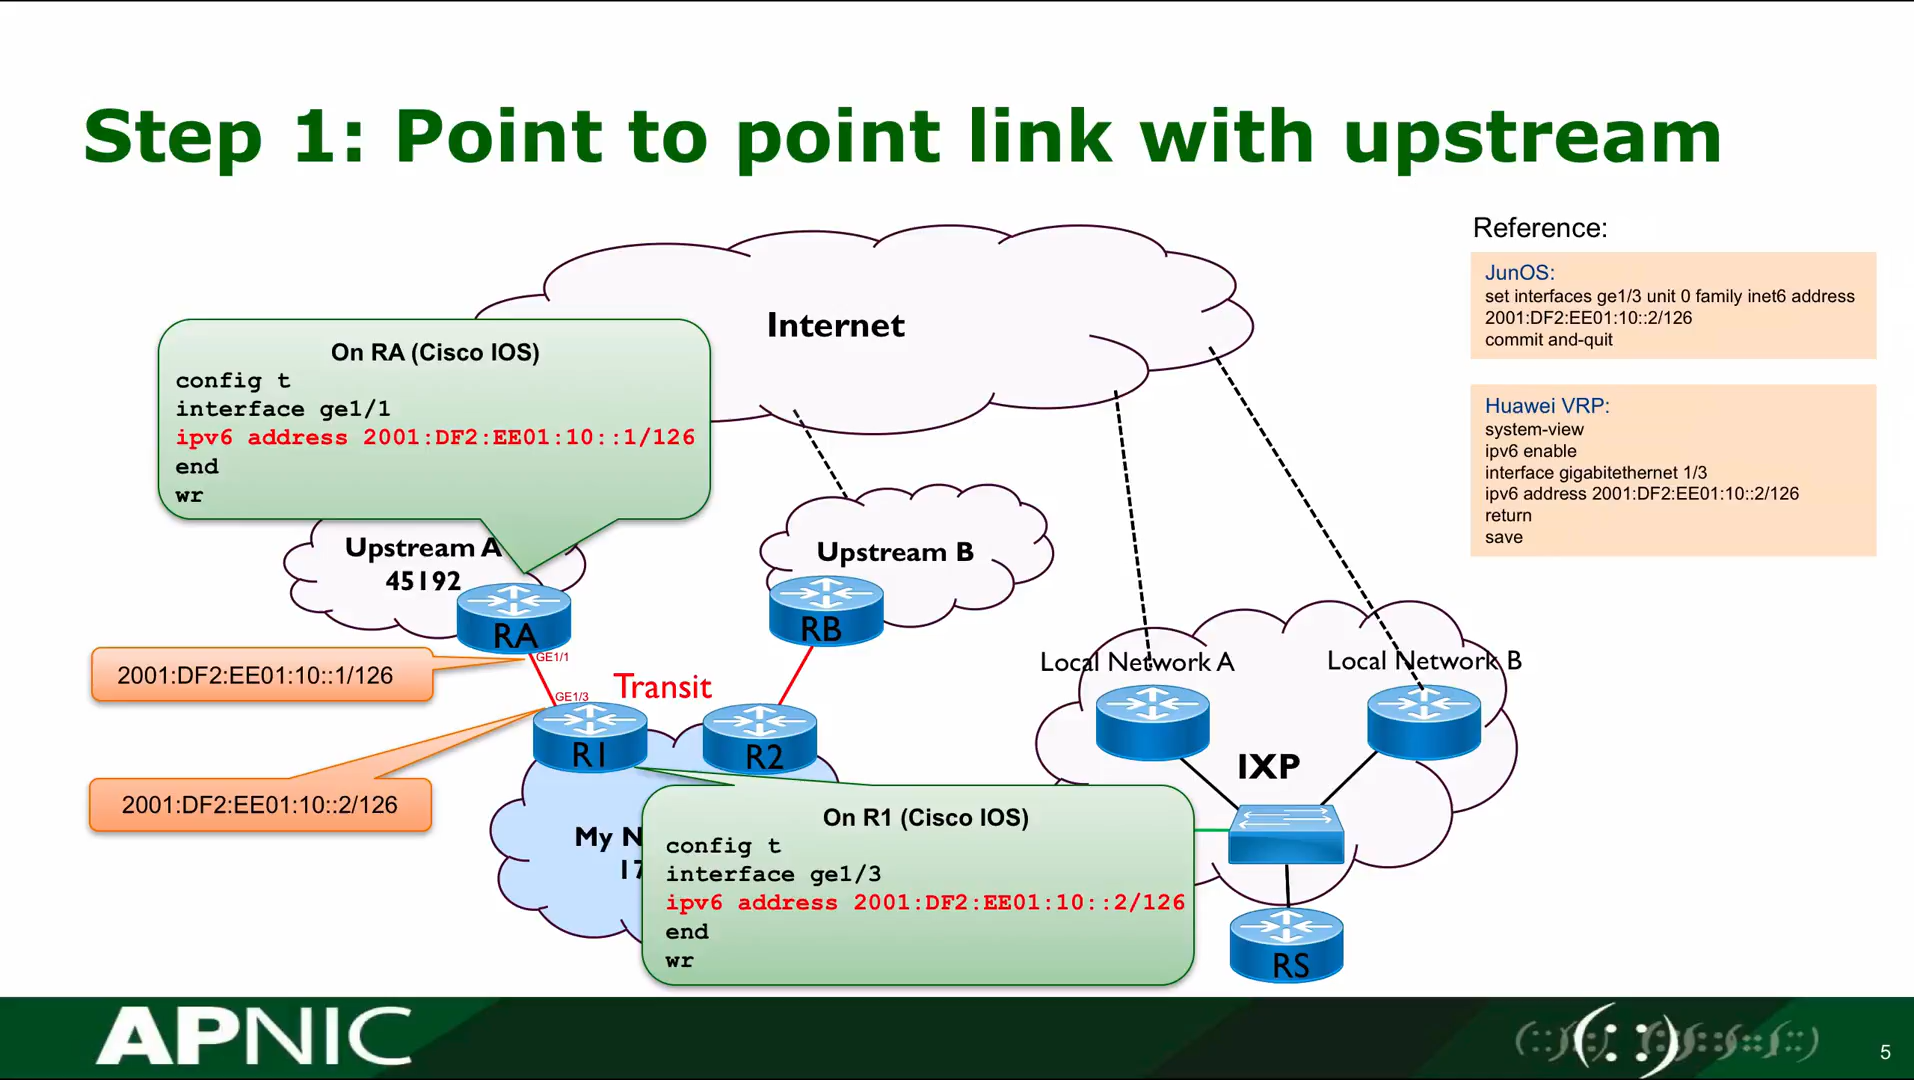 Step 1: Point to point link with upstream
Reference:
JunOS:
set interfaces ge1/3 unit 0 family inet6 address
2001:DF2:EE01:10::2/126
commit and-quit
Huawei VRP:
system-view
ipv6 enable
interface gigabitethernet 1/3
ipv6 address 2001:DF2:EE01:10::2/126
return
save
Internet
On RA (Cisco IOS)
config t
interface ge1/1
ipv6 address 2001:DF2:EE01:10::1/126
end
wr
Upstream A
45192
Upstream B
RA
RB
GE1/1
2001:DF2:EE01:10::1/126
GE1/3
Transit
Local Network A
Local Network B
R1
R2
IXP
2001:DF2:EE01:10::2/126
My N
17
On R1 (Cisco IOS)
config t
interface ge1/3
ipv6 address 2001:DF2:EE01:10::2/126
end
wr
RS
APNIC
5